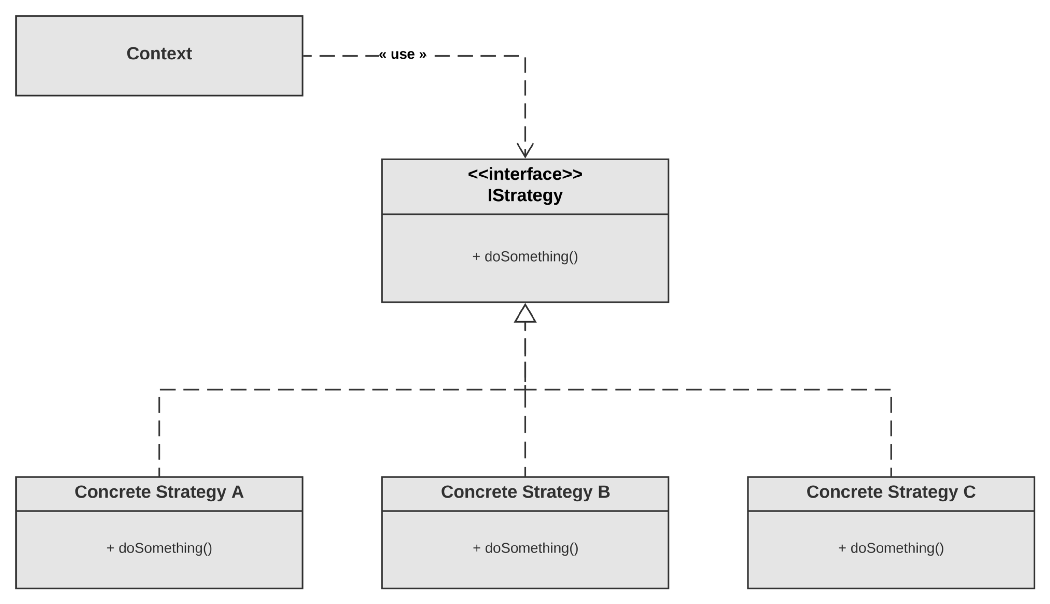 Context
« use »
<<interface>>
IStrategy
+ doSomething()
Concrete Strategy A
Concrete Strategy B
Concrete Strategy C
+ doSomething()
+ doSomething()
+ doSomething()